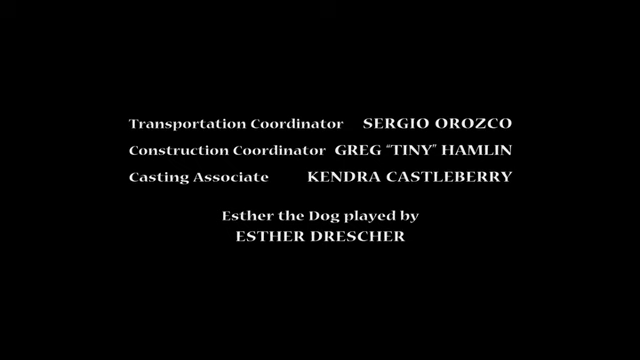 Transportation Coordinator SERGIO OROZCO
Construction Coordinator GREG "TINY" HAMLIN
Casting Associate KENDRA CASTLEBERRY
Esther the Dog played by
ESTHER DRESCHER